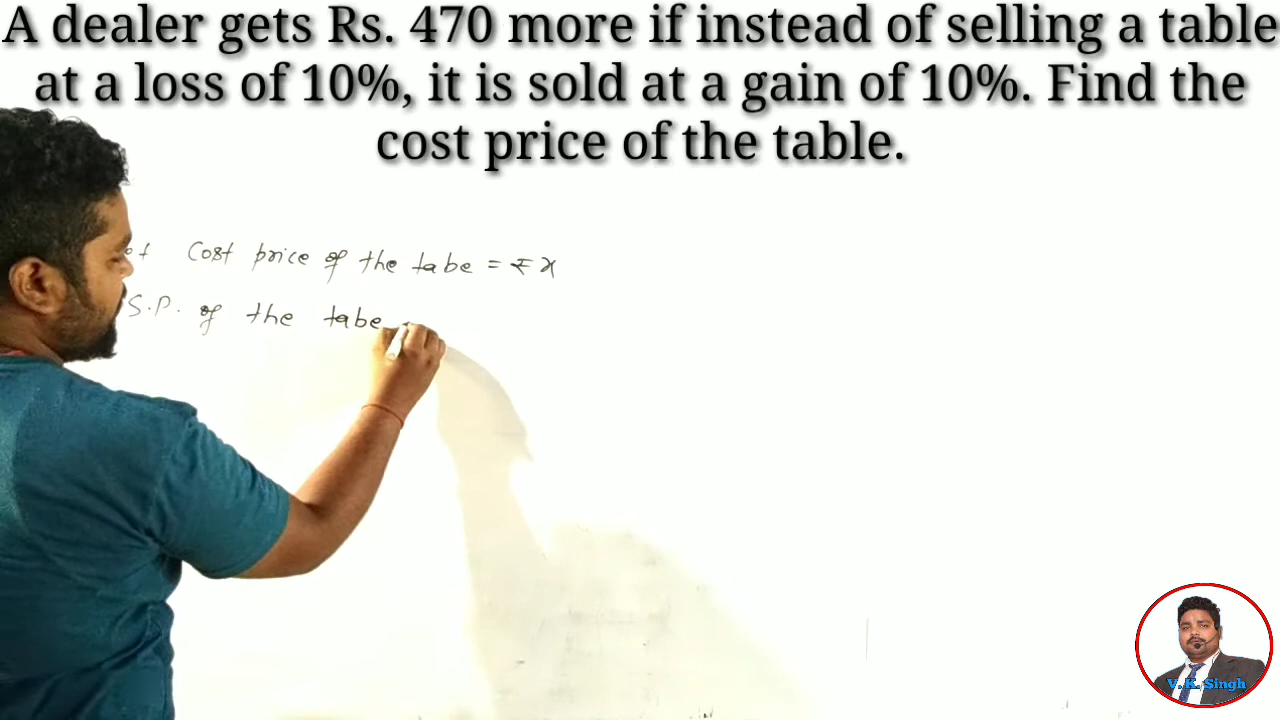 A dealer gets Rs. 470 more if instead of selling a table
at a loss of 10%, it is sold at a gain of 10%. Find the
cost price of the table.
Cost price of the tabe = ₹ x
S.P. of the tabe
V. K. Singh